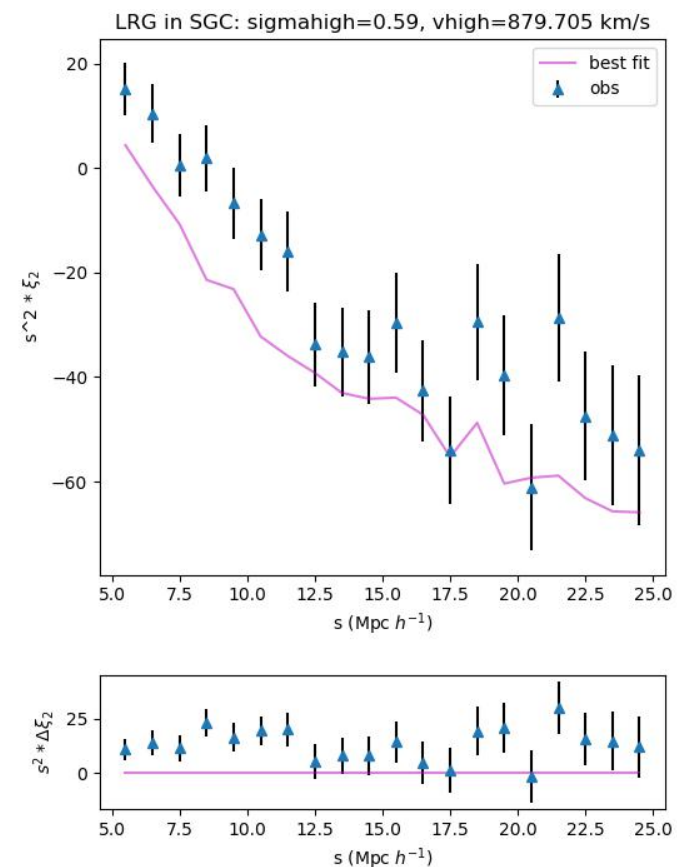 LRG in SGC: sigmahigh=0.59, vhigh=879.705 km/s
best fit
obs
s^2 * ξ₂
20
0
−20
−40
−60
5.0 7.5 10.0 12.5 15.0 17.5 20.0 22.5 25.0
s (Mpc h⁻¹)
s² * Δξ₂
25
0
5.0 7.5 10.0 12.5 15.0 17.5 20.0 22.5 25.0
s (Mpc h⁻¹)